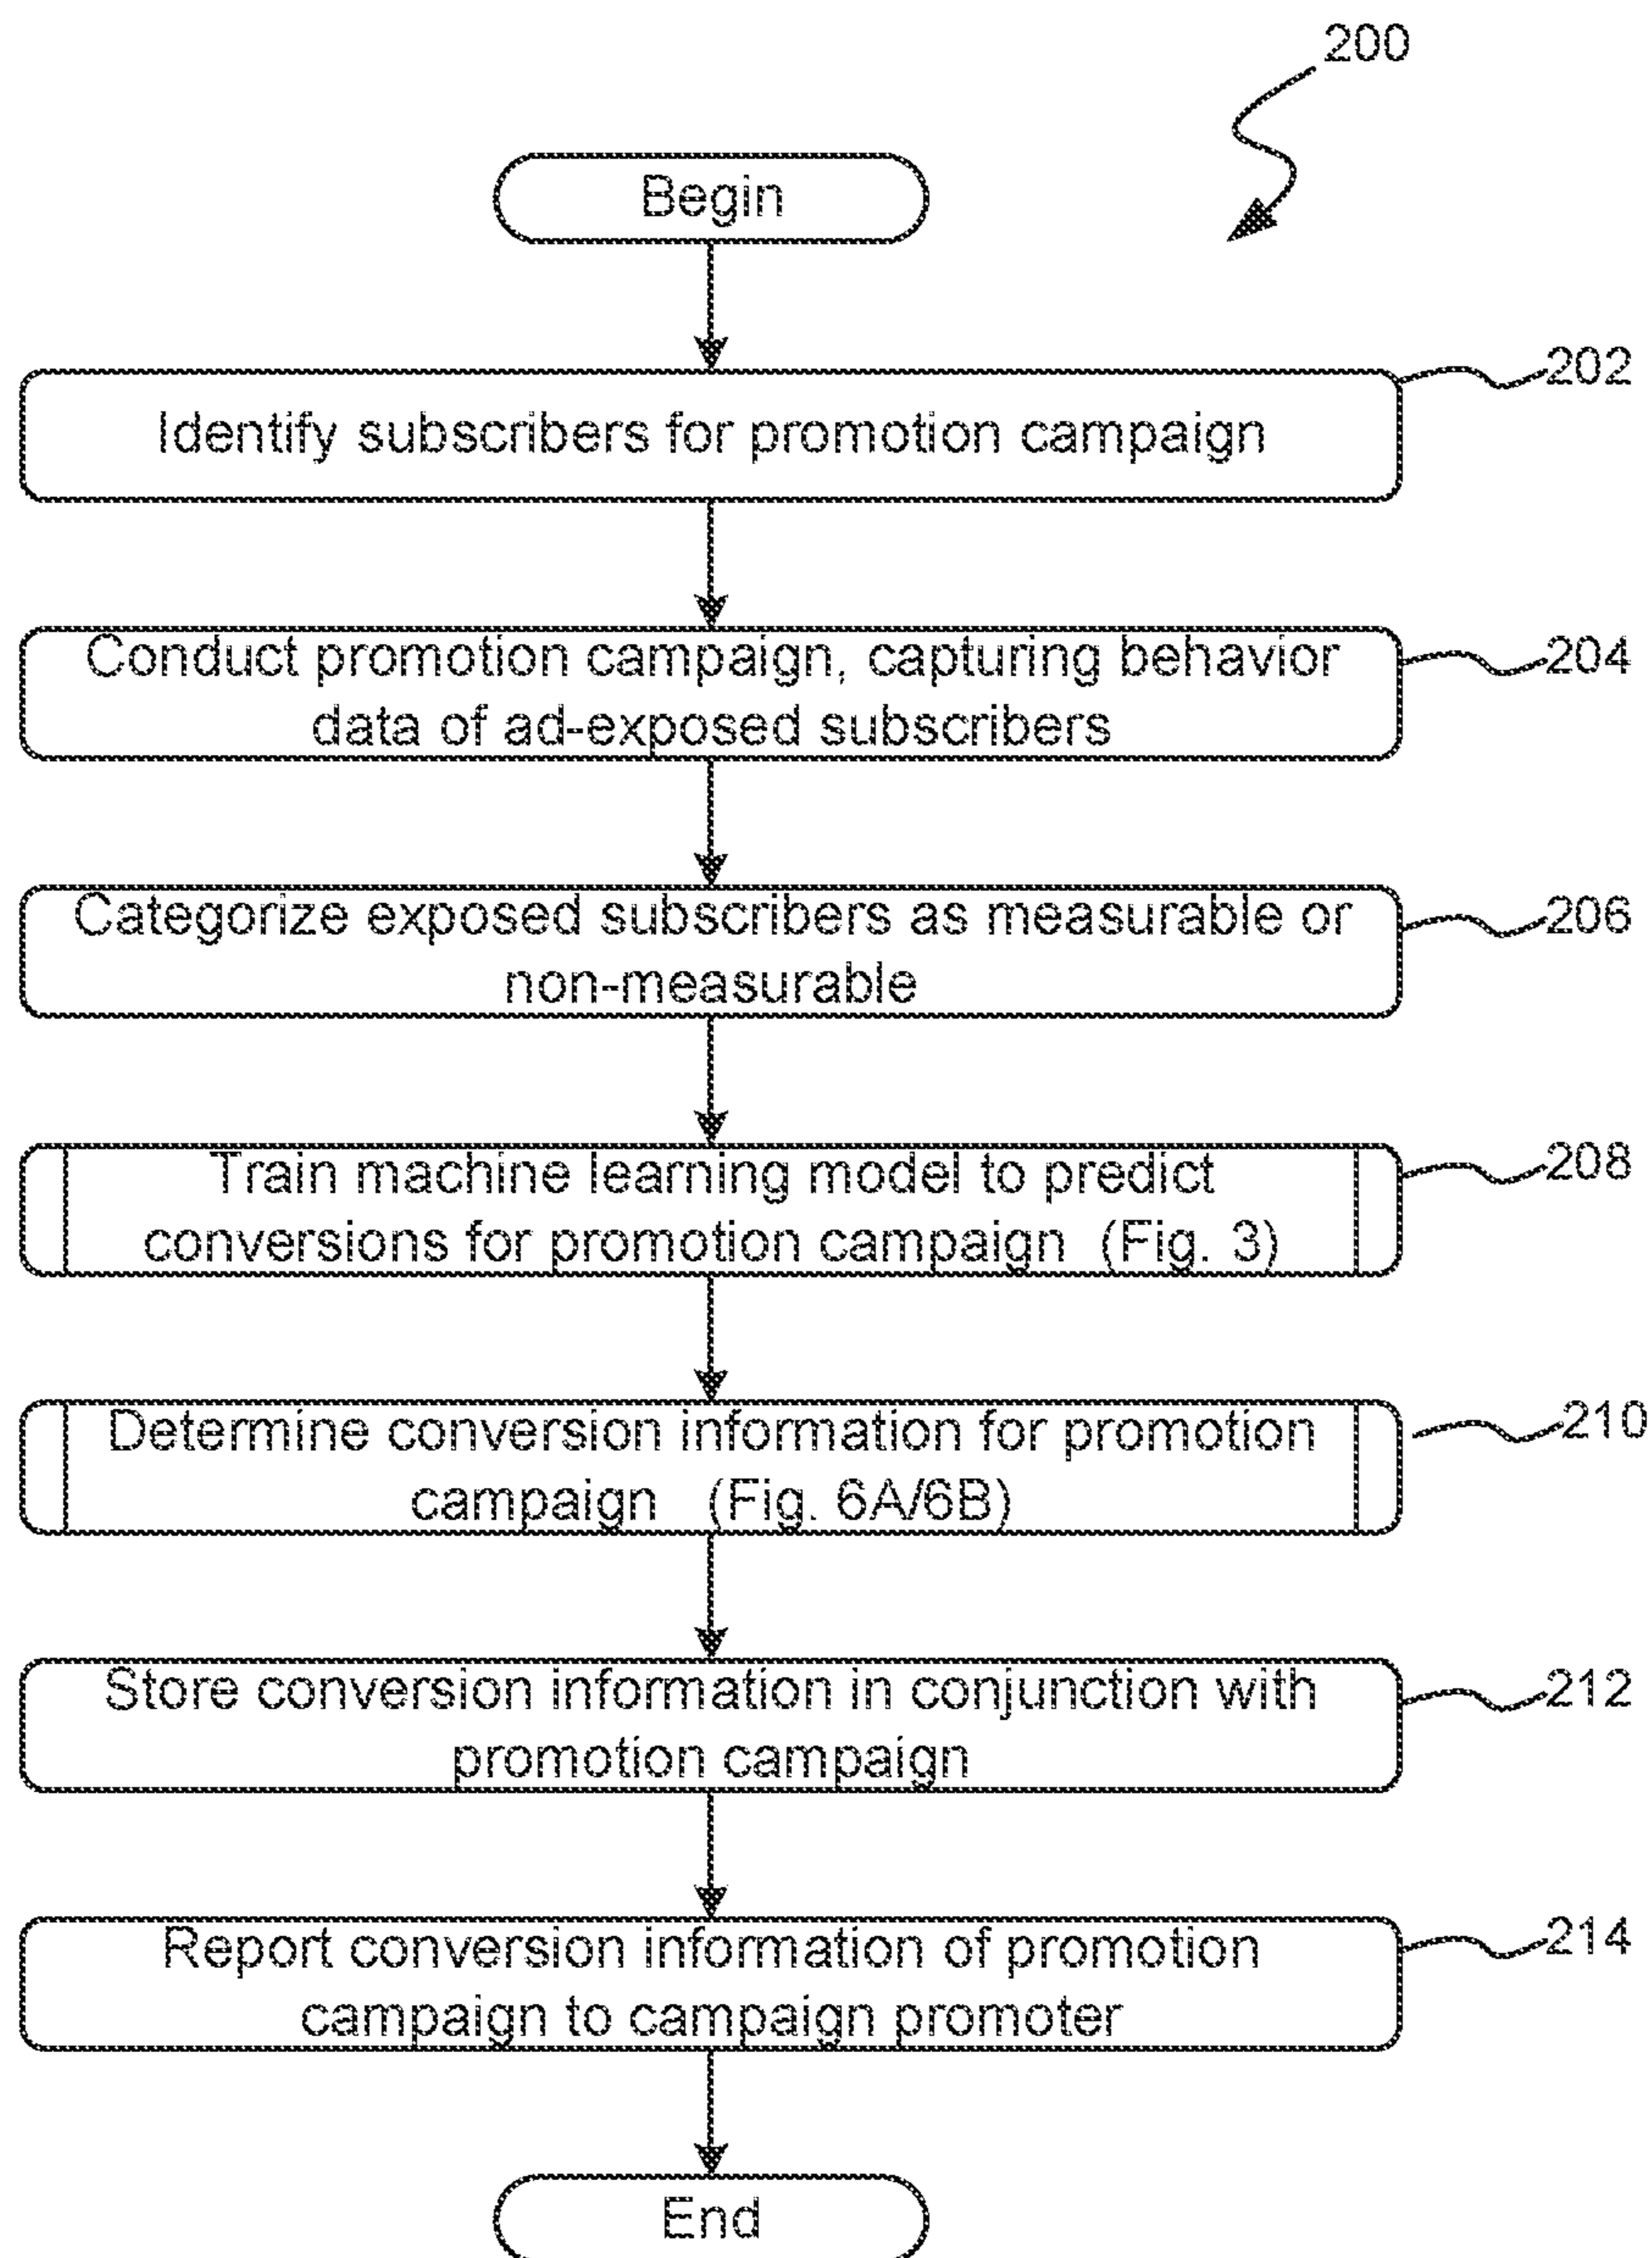 200
Begin
202
Identify subscribers for promotion campaign
204
Conduct promotion campaign, capturing behavior
data of ad-exposed subscribers
206
Categorize exposed subscribers as measurable or
non-measurable
208
Train machine learning model to predict
conversions for promotion campaign (Fig. 3)
210
Determine conversion information for promotion
campaign (Fig. 6A/6B)
212
Store conversion information in conjunction with
promotion campaign
214
Report conversion information of promotion
campaign to campaign promoter
End